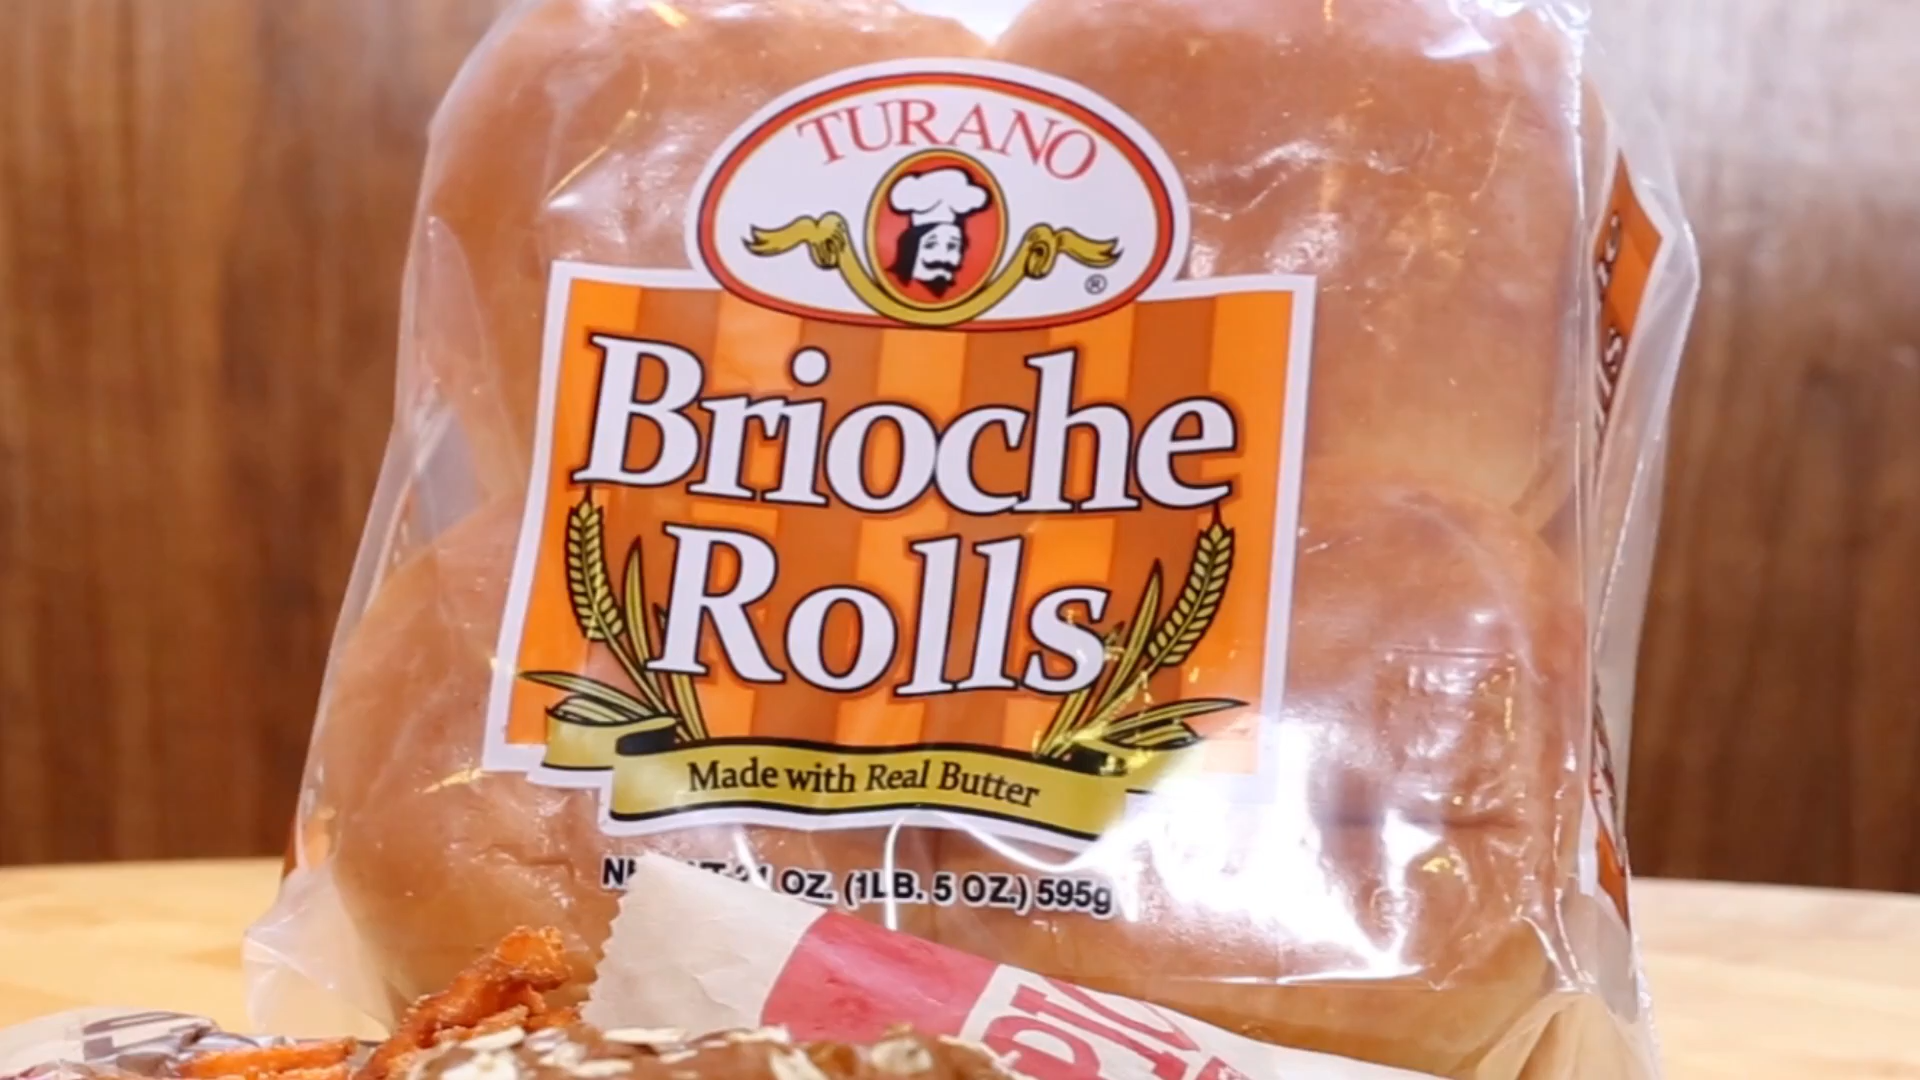 TURANO
®
Brioche
Rolls
Made with Real Butter
OZ. (1LB. 5 OZ.) 595g